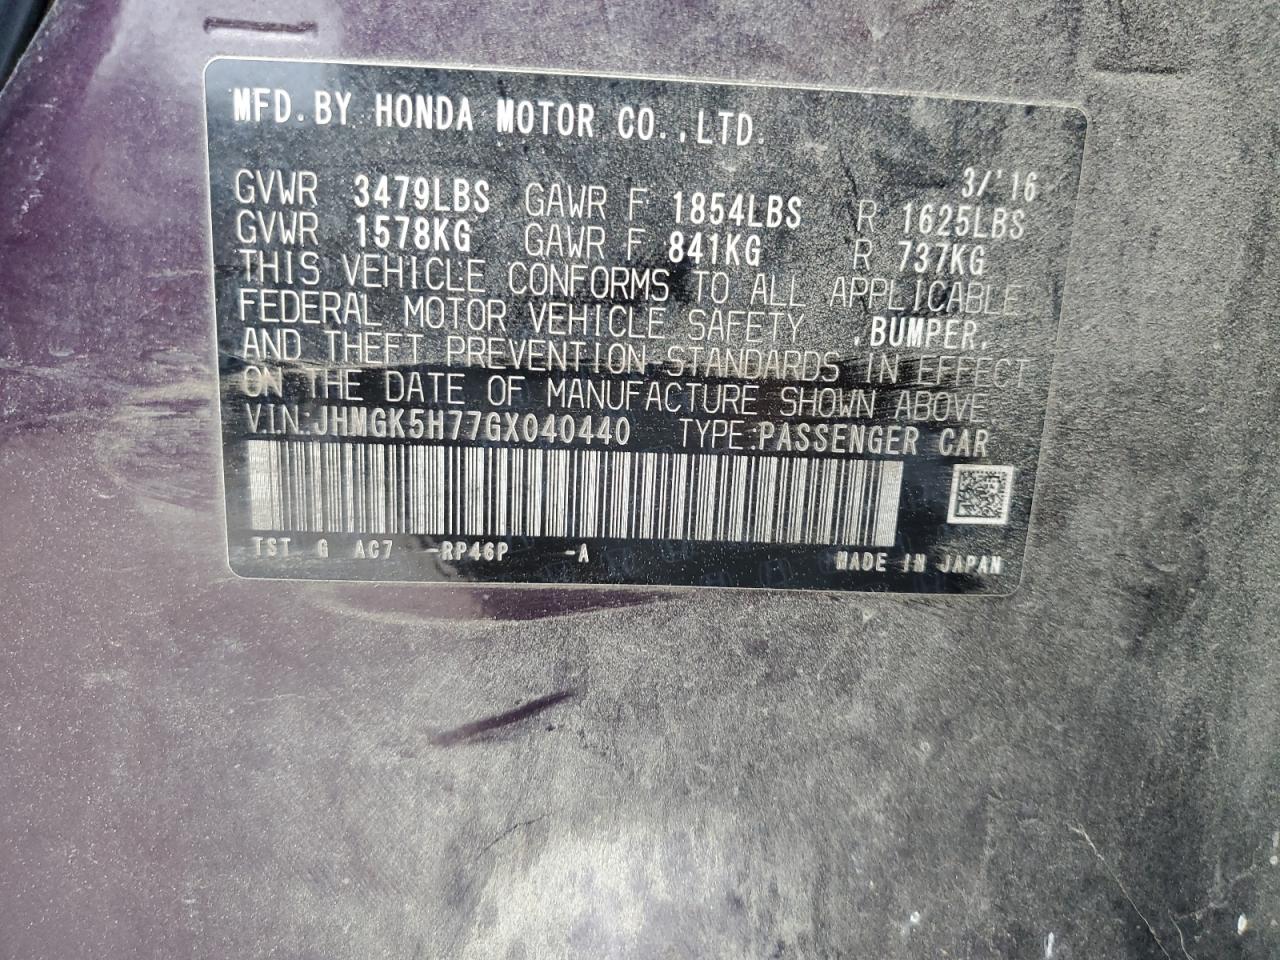 MFD. BY HONDA MOTOR CO.,LTD.
3/'16
GVWR 3479LBS GAWR F 1854LBS R 1625LBS
GVWR 1578KG GAWR F 841KG R 737KG
THIS VEHICLE CONFORMS TO ALL APPLICABLE
FEDERAL MOTOR VEHICLE SAFETY ,BUMPER,
AND THEFT PREVENTION STANDARDS IN EFFECT
ON THE DATE OF MANUFACTURE SHOWN ABOVE
VIN:JHMGK5H77GX040440 TYPE:PASSENGER CAR
TST G AC7 -RP46P -A
MADE IN JAPAN